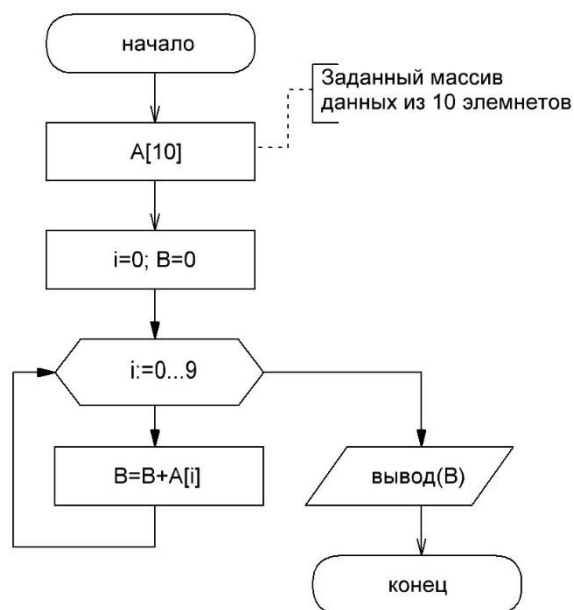 начало
Заданный массив
данных из 10 элемнетов
A[10]
i=0; B=0
i:=0...9
B=B+A[i]
вывод(B)
конец